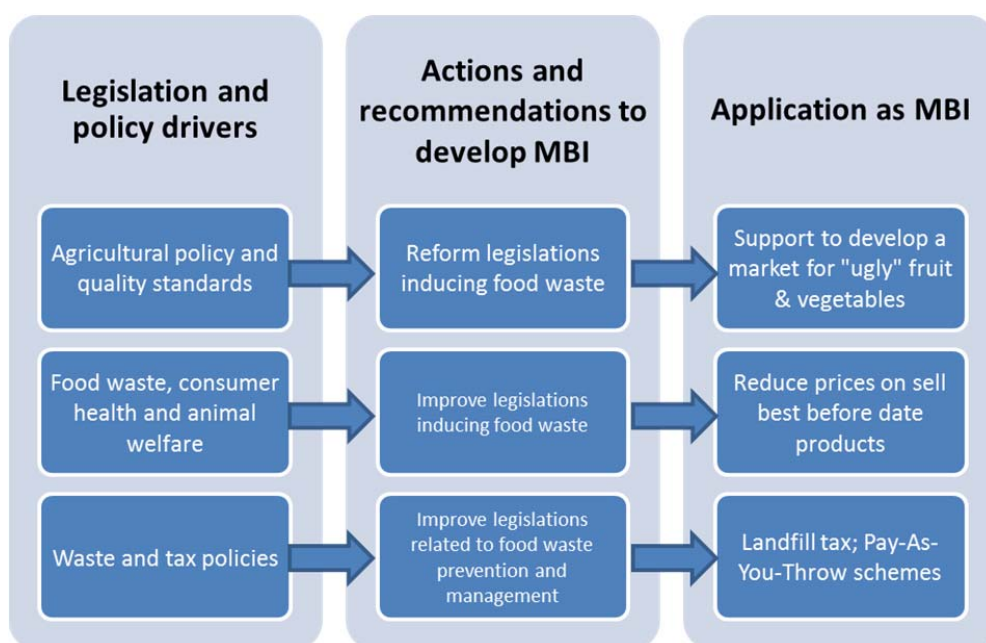 Legislation and
policy drivers
Actions and
recommendations to
develop MBI
Application as MBI
Agricultural policy and
quality standards
Reform legislations
inducing food waste
Support to develop a
market for "ugly" fruit
& vegetables
Food waste, consumer
health and animal
welfare
Improve legislations
inducing food waste
Reduce prices on sell
best before date
products
Waste and tax policies
Improve legislations
related to food waste
prevention and
management
Landfill tax; Pay-As-
You-Throw schemes